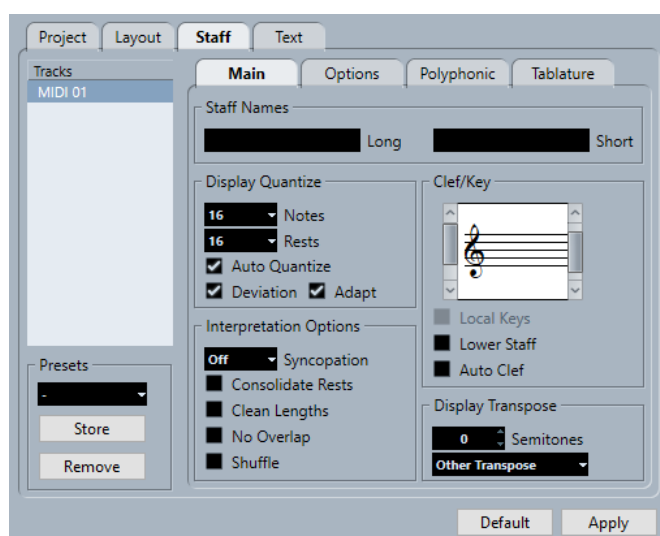 Project Layout Staff Text
Tracks
MIDI 01
Main Options Polyphonic Tablature
Staff Names
Long Short
Display Quantize
16 Notes
16 Rests
Auto Quantize
Deviation Adapt
Clef/Key
Local Keys
Lower Staff
Auto Clef
Interpretation Options
Off Syncopation
Consolidate Rests
Clean Lengths
No Overlap
Shuffle
Display Transpose
0 Semitones
Other Transpose
Presets
-
Store
Remove
Default Apply